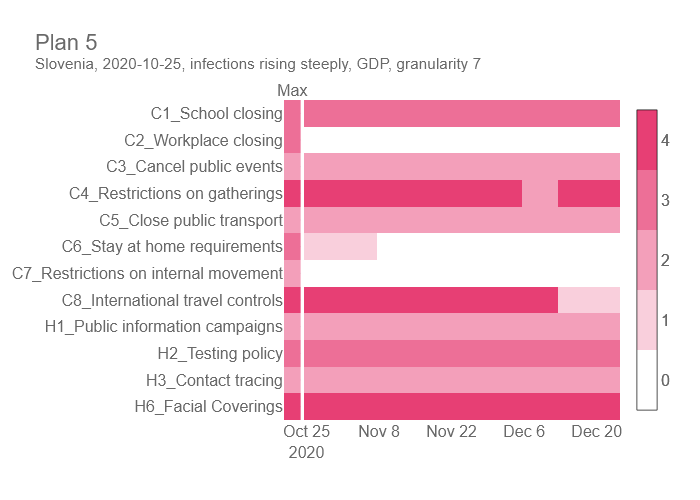 Plan 5
Slovenia, 2020-10-25, infections rising steeply, GDP, granularity 7
Max
C1_School closing
C2_Workplace closing
C3_Cancel public events
C4_Restrictions on gatherings
C5_Close public transport
C6_Stay at home requirements
C7_Restrictions on internal movement
C8_International travel controls
H1_Public information campaigns
H2_Testing policy
H3_Contact tracing
H6_Facial Coverings
Oct 25 Nov 8 Nov 22 Dec 6 Dec 20
2020
4
3
2
1
0